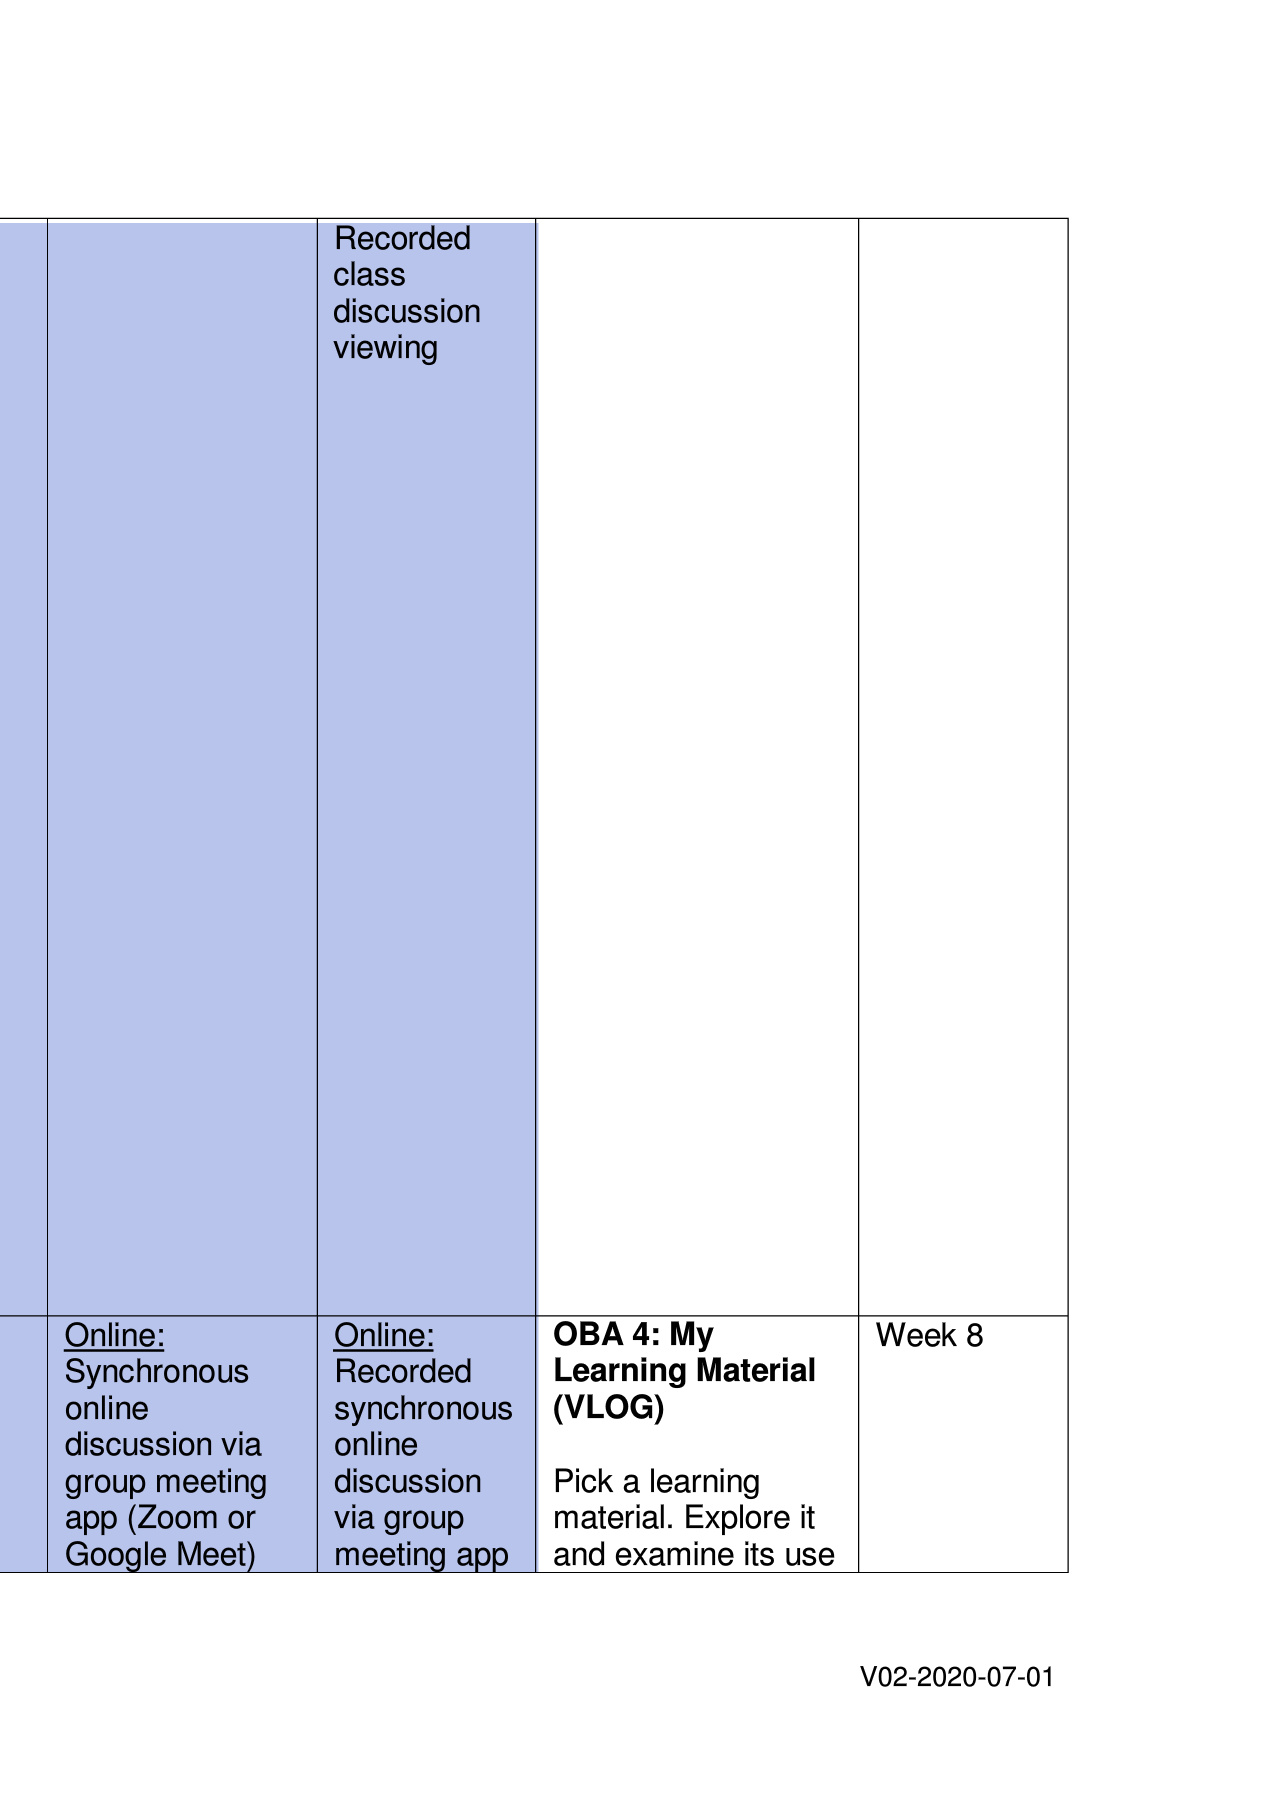 Recorded
class
discussion
viewing
Online:
Synchronous
online
discussion via
group meeting
app (Zoom or
Google Meet)
Online:
Recorded
synchronous
online
discussion
via group
meeting app
OBA 4: My
Learning Material
(VLOG)
Pick a learning
material. Explore it
and examine its use
Week 8
V02-2020-07-01